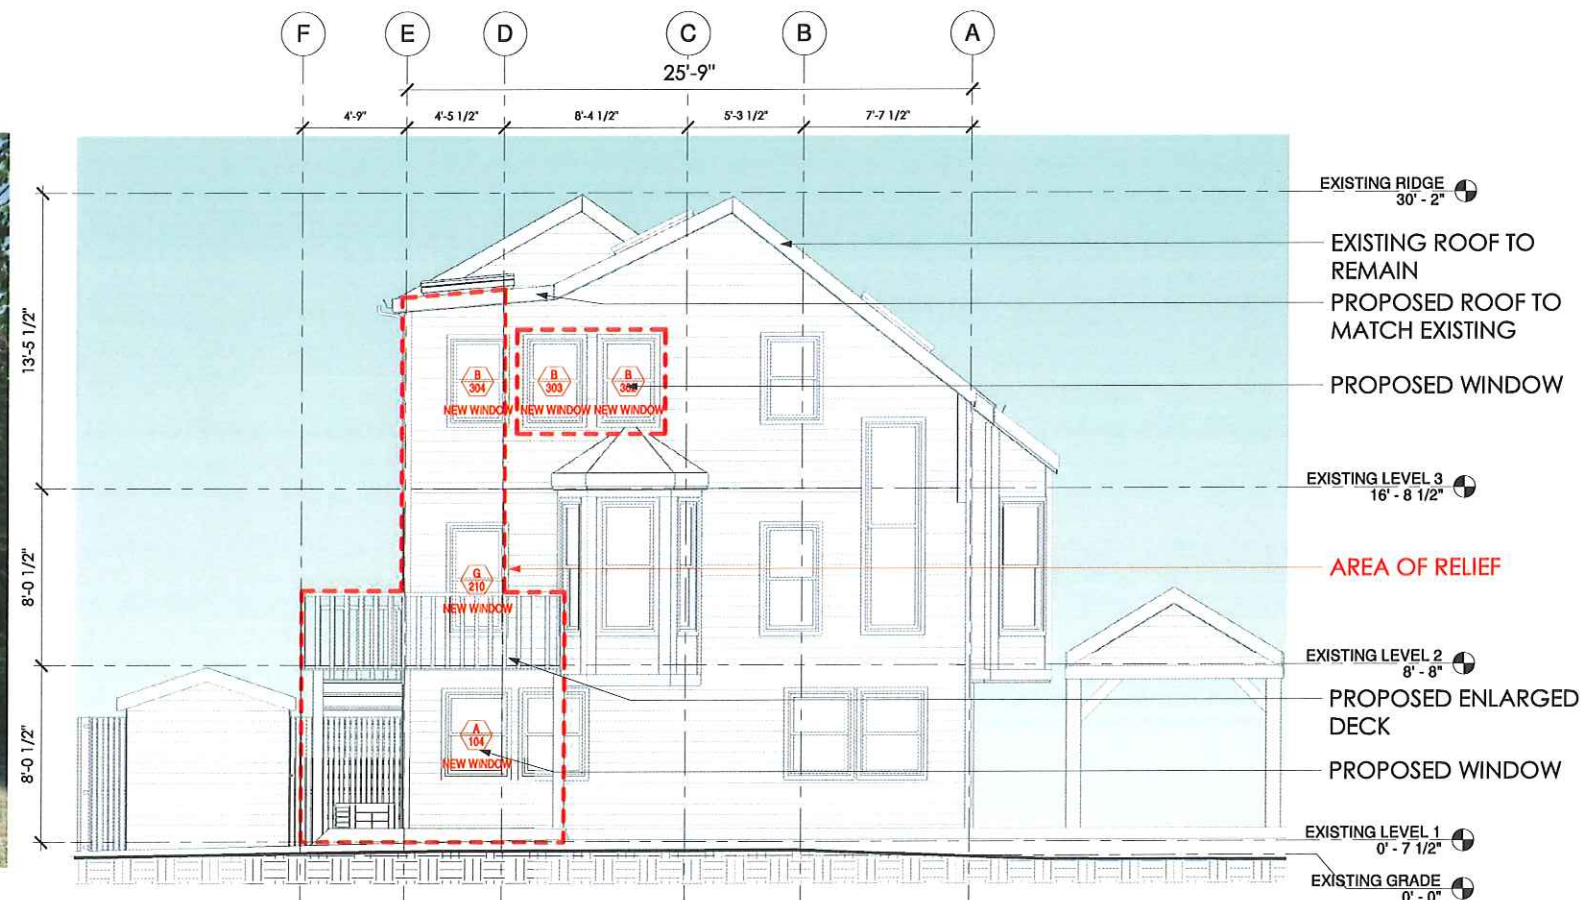 F E D C B A
25'-9"
4'-9" 4'-5 1/2" 8'-4 1/2" 5'-3 1/2" 7'-7 1/2"
EXISTING RIDGE
30' - 2"
EXISTING ROOF TO
REMAIN
PROPOSED ROOF TO
MATCH EXISTING
13'-5 1/2"
B
304
NEW WINDOW
B
303
NEW WINDOW
B
NEW WINDOW
PROPOSED WINDOW
EXISTING LEVEL 3
16' - 8 1/2"
8'-0 1/2"
G
210
NEW WINDOW
AREA OF RELIEF
EXISTING LEVEL 2
8' - 8"
PROPOSED ENLARGED
DECK
8'-0 1/2"
A
104
NEW WINDOW
PROPOSED WINDOW
EXISTING LEVEL 1
0' - 7 1/2"
EXISTING GRADE
0' - 0"